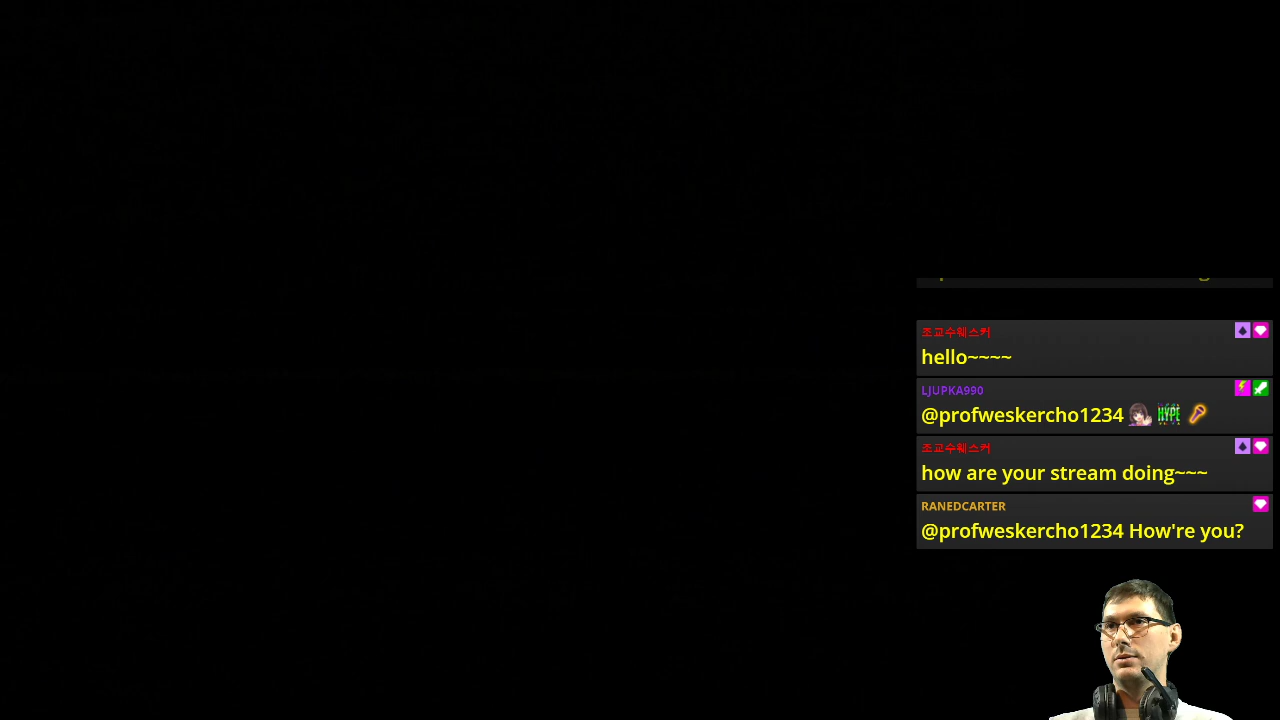 조교수웨스커
hello~~~~
LJUPKA990
@profweskercho1234 HYPE
조교수웨스커
how are your stream doing~~~
RANEDCARTER
@profweskercho1234 How're you?